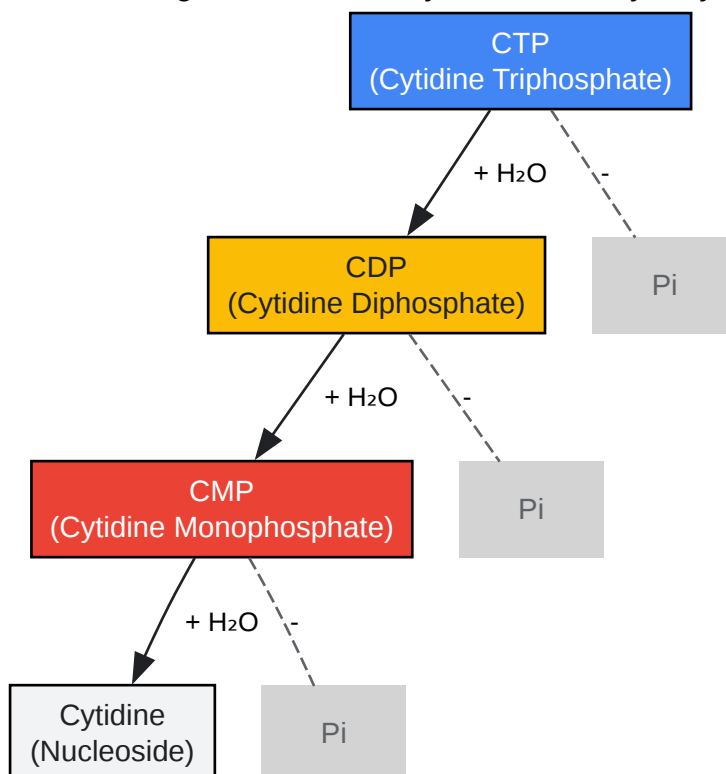 CTP
(Cytidine Triphosphate)
+ H₂O
-
CDP
(Cytidine Diphosphate)
Pi
+ H₂O
-
CMP
(Cytidine Monophosphate)
Pi
+ H₂O
-
Cytidine
(Nucleoside)
Pi